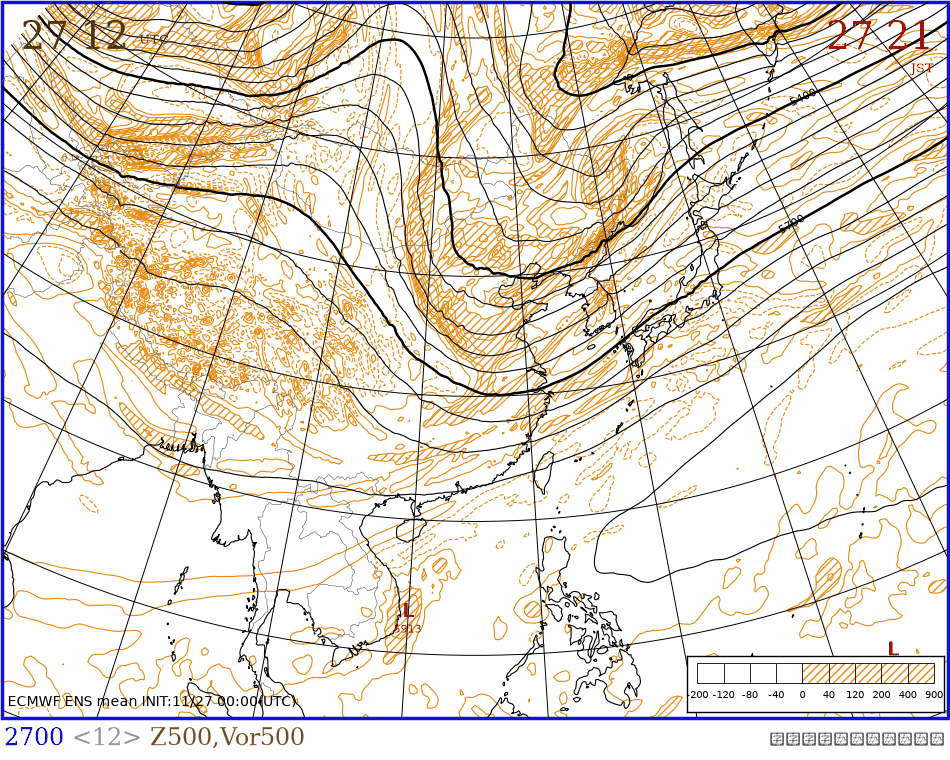 27 12 UTC
27 21 JST
5400
5700
L
5913
L
-200 -120 -80 -40 0 40 120 200 400 900
ECMWF ENS mean INIT:11/27 00:00(UTC)
2700 <12> Z500,Vor500